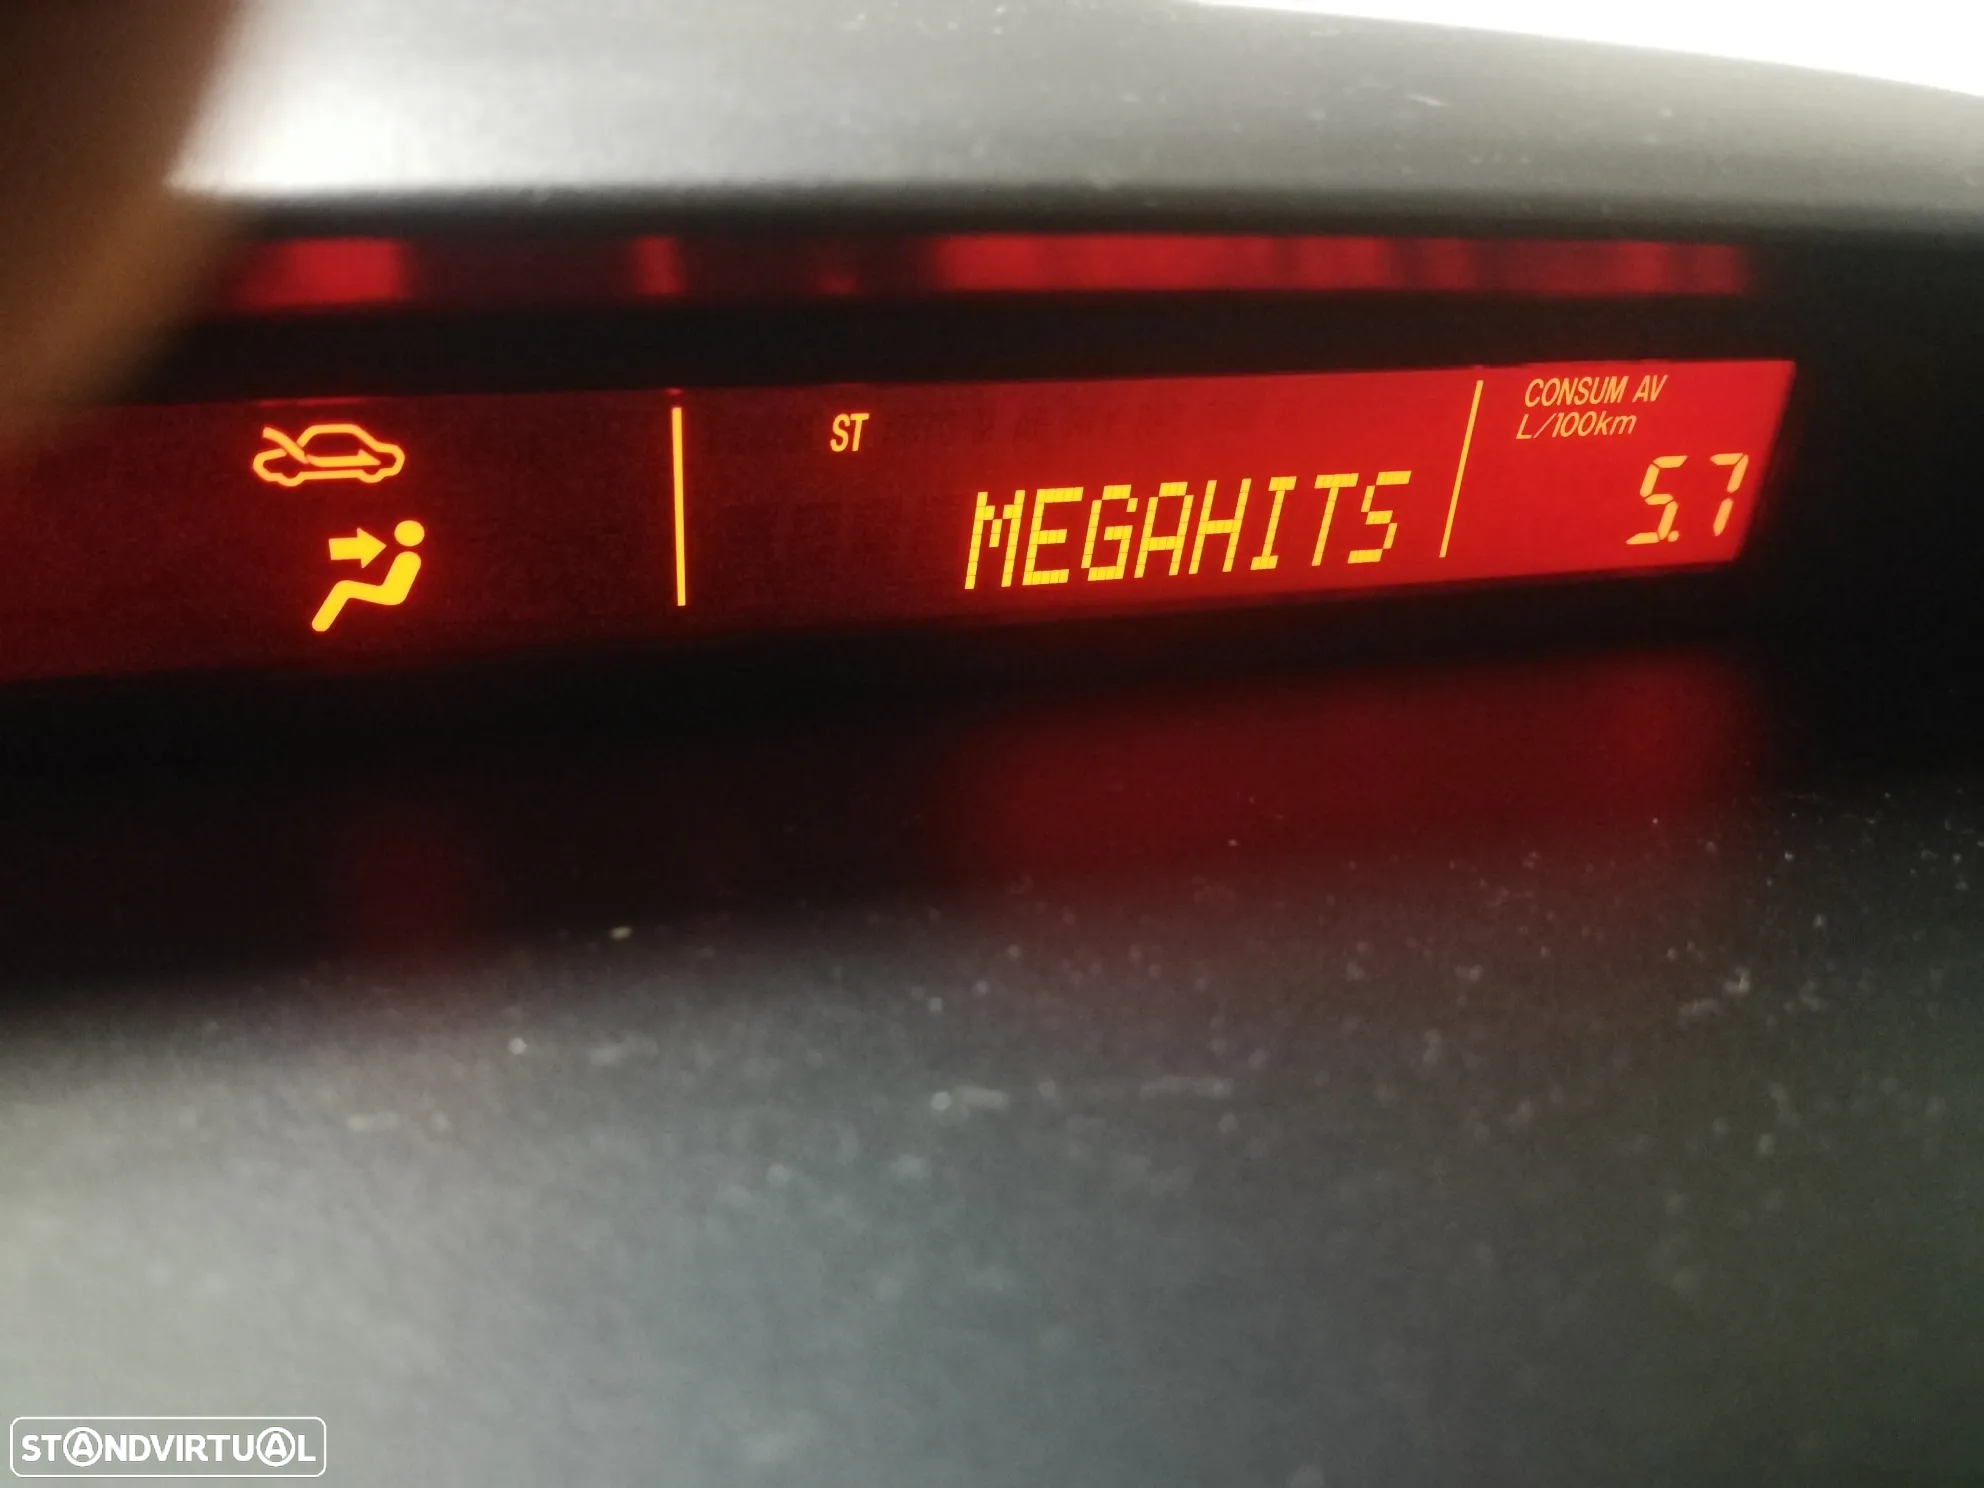 ST
MEGAHITS
CONSUM AV
L/100km
5.7
STANDVIRTUAL